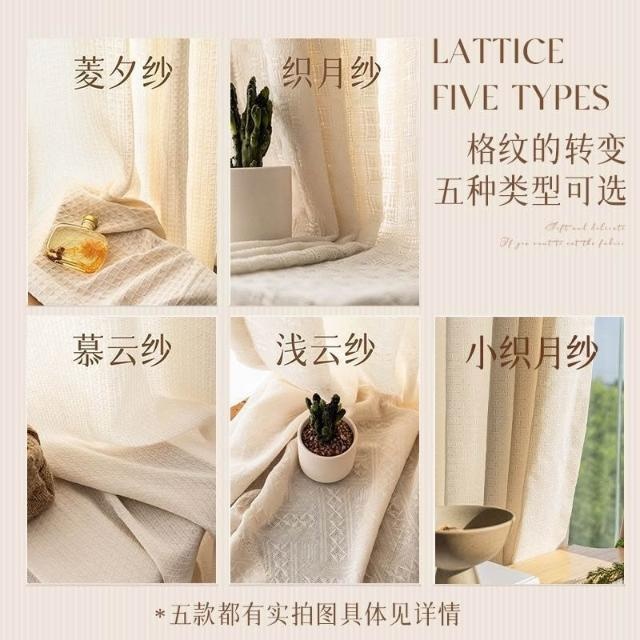 菱夕纱
织月纱
LATTICE
FIVE TYPES
格纹的转变
五种类型可选
慕云纱
浅云纱
小织月纱
*五款都有实拍图具体见详情